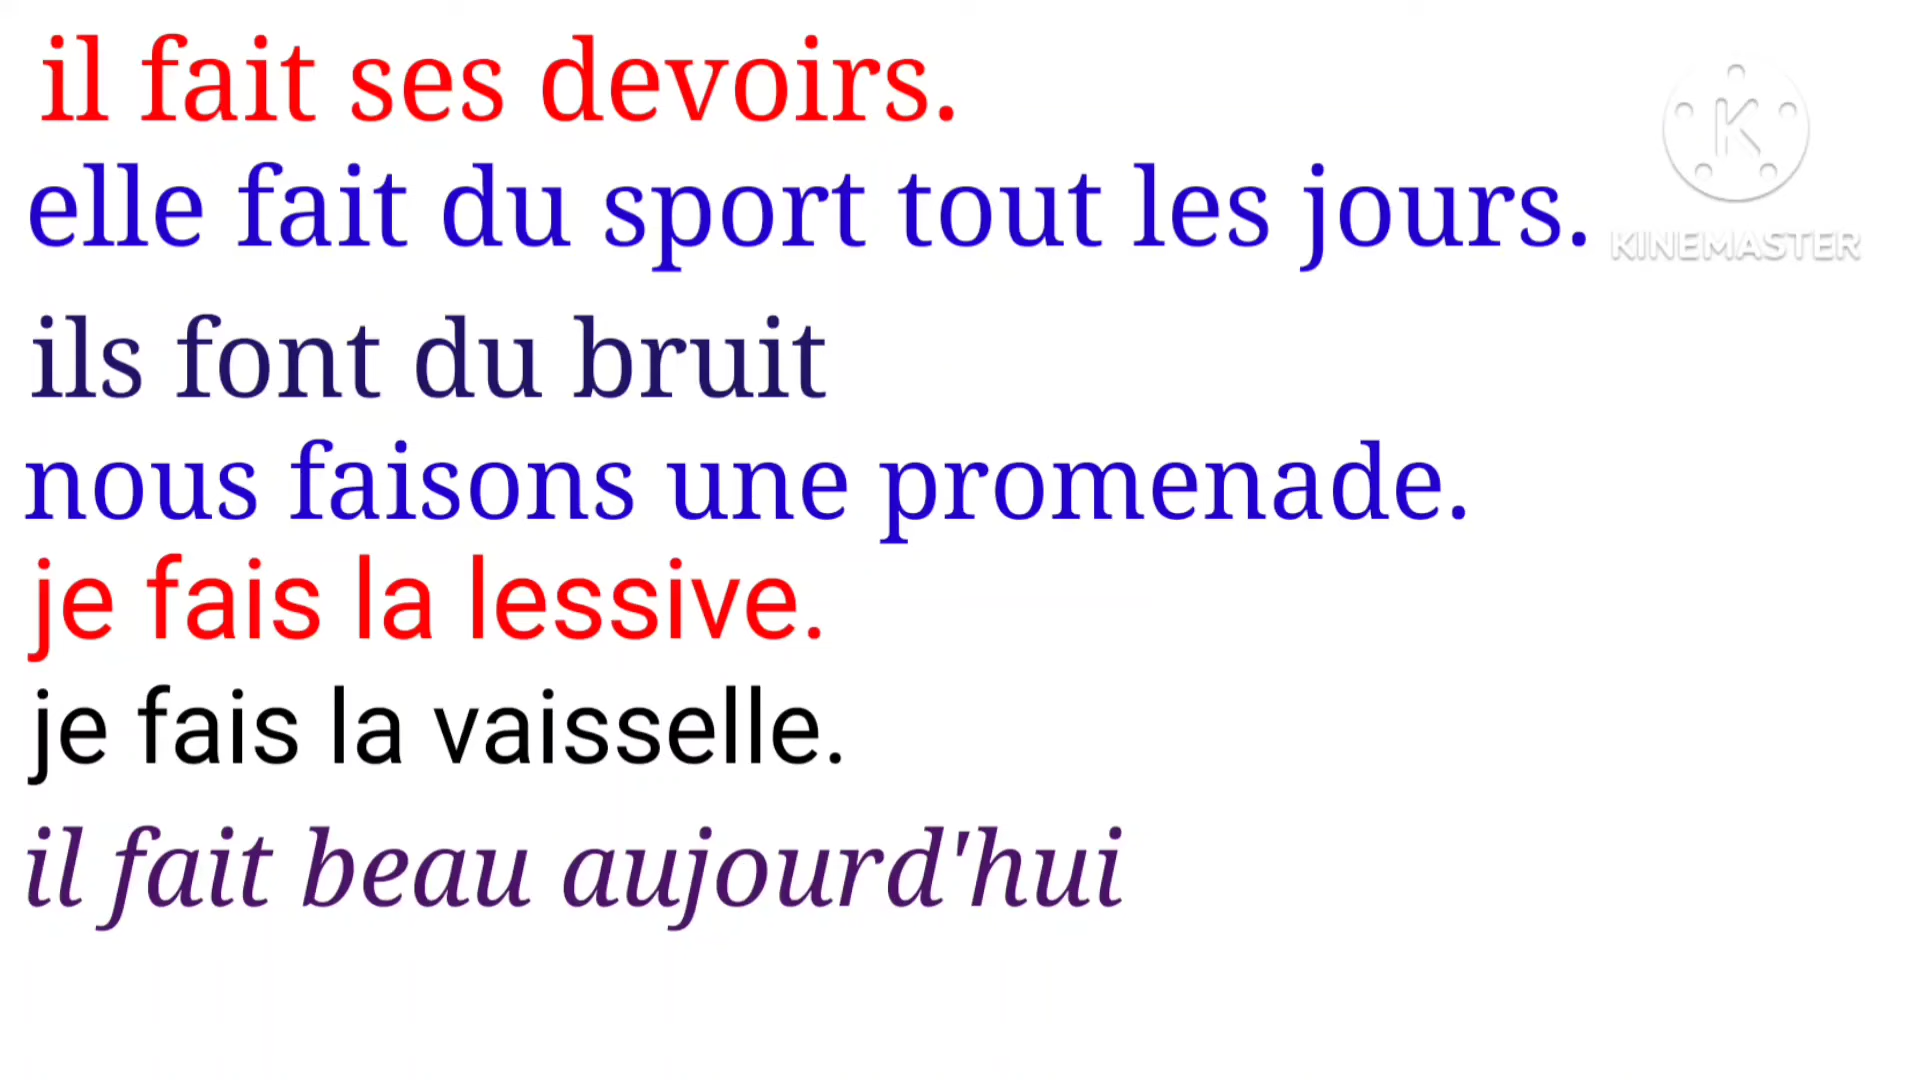 il fait ses devoirs.
elle fait du sport tout les jours.
KINEMASTER
ils font du bruit
nous faisons une promenade.
je fais la lessive.
je fais la vaisselle.
il fait beau aujourd'hui